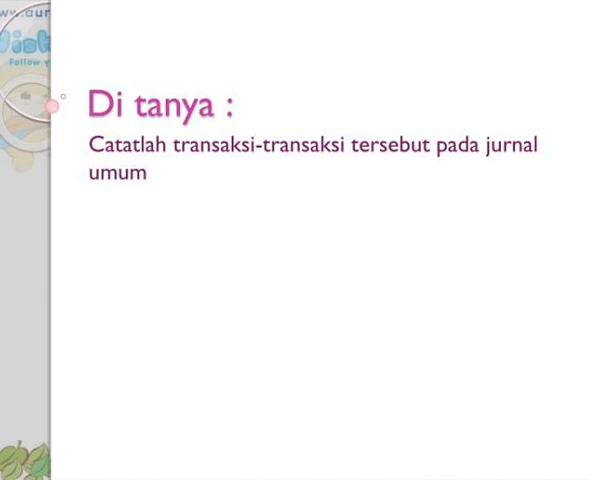 Di tanya :
Catatlah transaksi-transaksi tersebut pada jurnal
umum